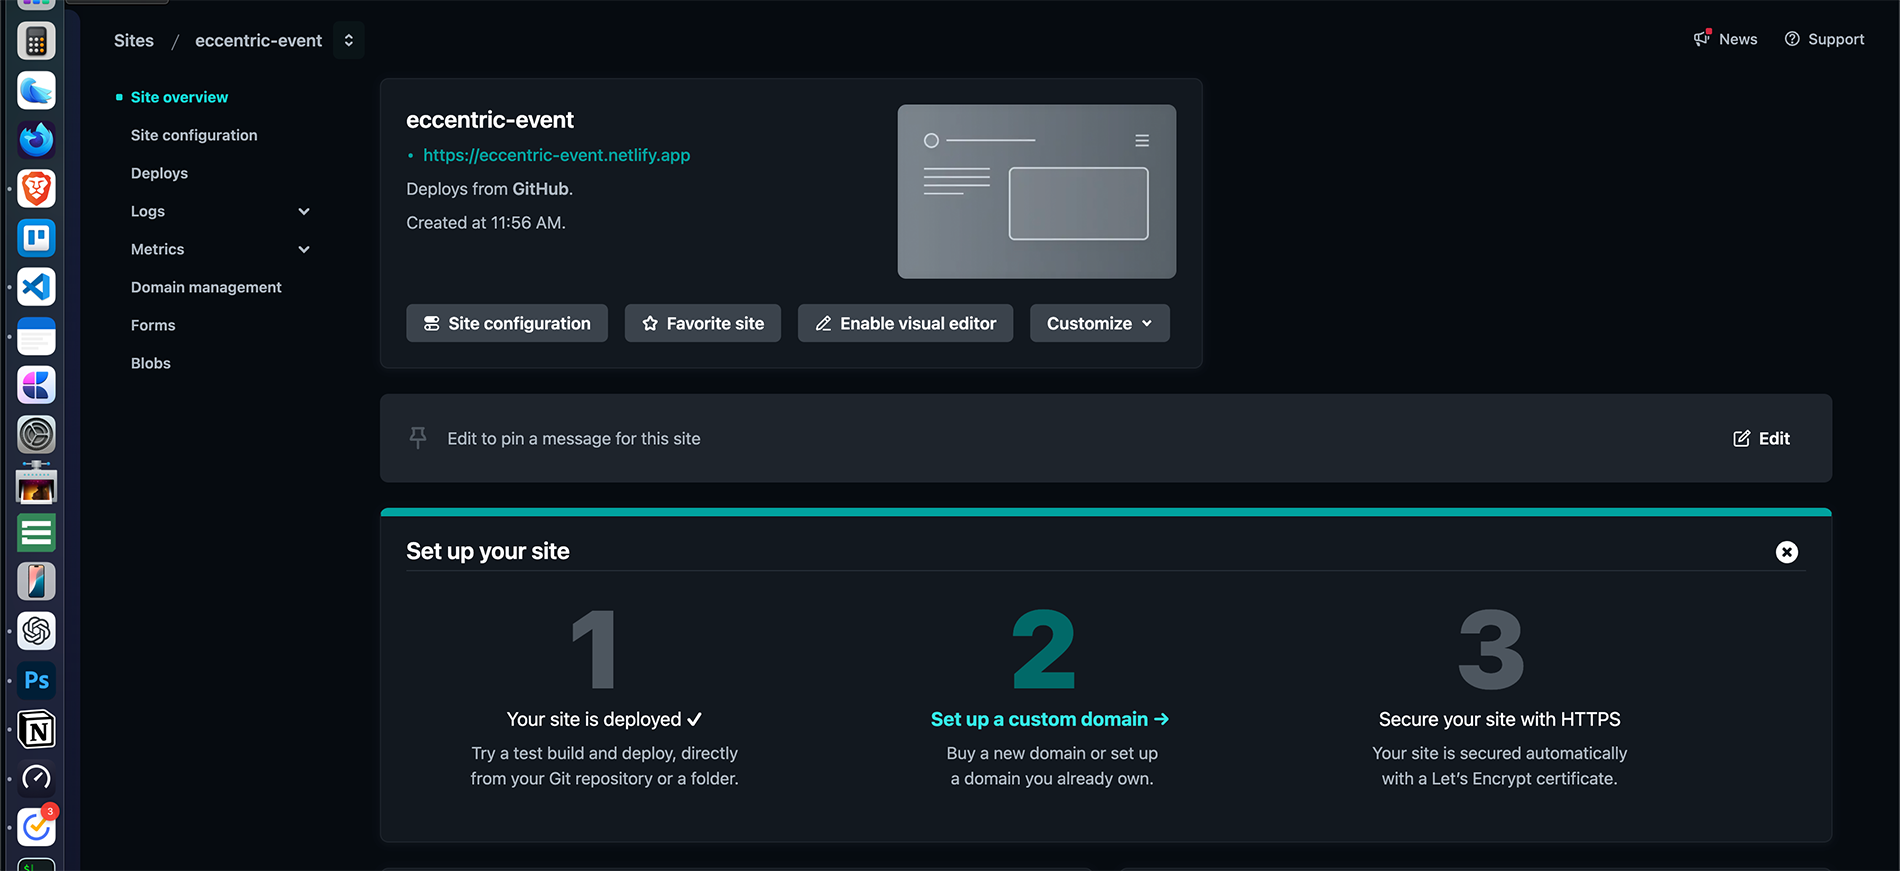 Sites / eccentric-event
News
Support
Site overview
Site configuration
Deploys
Logs
Metrics
Domain management
Forms
Blobs
eccentric-event
https://eccentric-event.netlify.app
Deploys from GitHub.
Created at 11:56 AM.
Site configuration
Favorite site
Enable visual editor
Customize
Edit to pin a message for this site
Edit
Set up your site
1
Your site is deployed ✓
Try a test build and deploy, directly
from your Git repository or a folder.
2
Set up a custom domain →
Buy a new domain or set up
a domain you already own.
3
Secure your site with HTTPS
Your site is secured automatically
with a Let’s Encrypt certificate.
Ps
N
3
$